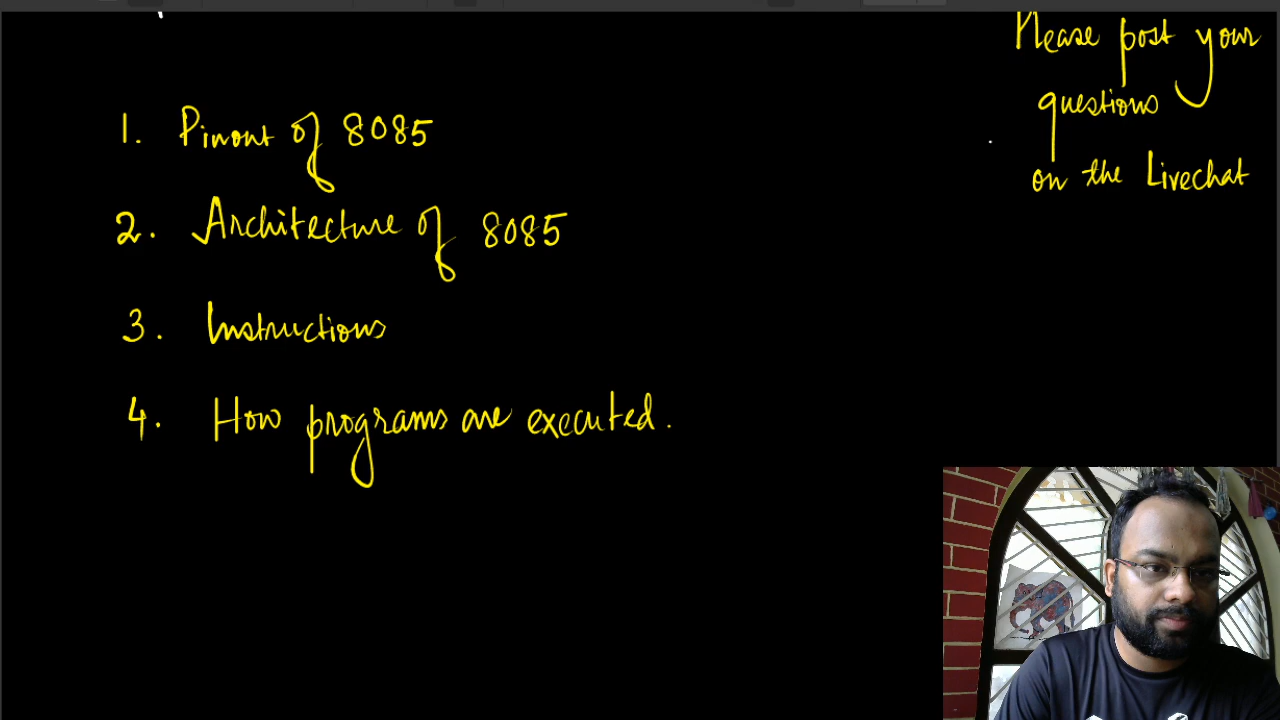 Please post your
questions
on the Livechat
1. Pinout of 8085
2. Architecture of 8085
3. Instructions
4. How programs are executed.